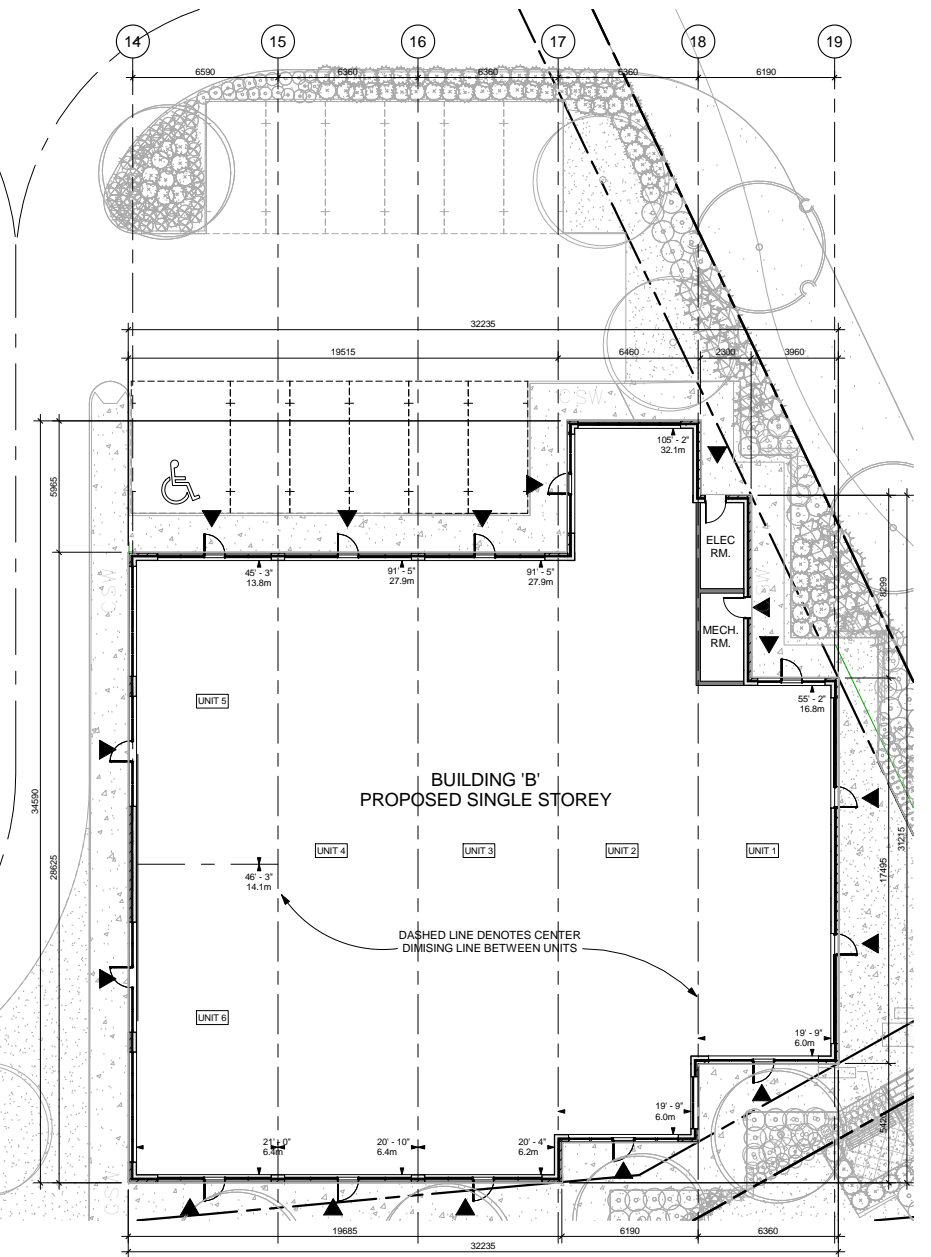 14 15 16 17 18 19
6590 6360 6360 6360 6190
32235
19515 6460 2300 3960
CSW.
105' - 2"
32.1m
5965
ELEC
RM.
45' - 3"
13.8m
91' - 5"
27.9m
91' - 5"
27.9m
8299
CSW
MECH.
RM.
55' - 2"
16.8m
UNIT 5
BUILDING 'B'
PROPOSED SINGLE STOREY
34590
31215
28625
17495
UNIT 4 UNIT 3 UNIT 2 UNIT 1
46' - 3"
14.1m
DASHED LINE DENOTES CENTER
DIMISING LINE BETWEEN UNITS
UNIT 6
19' - 9"
6.0m
19' - 9"
6.0m
21' - 0"
6.4m
20' - 10"
6.4m
20' - 4"
6.2m
19685 6190 6360
32235